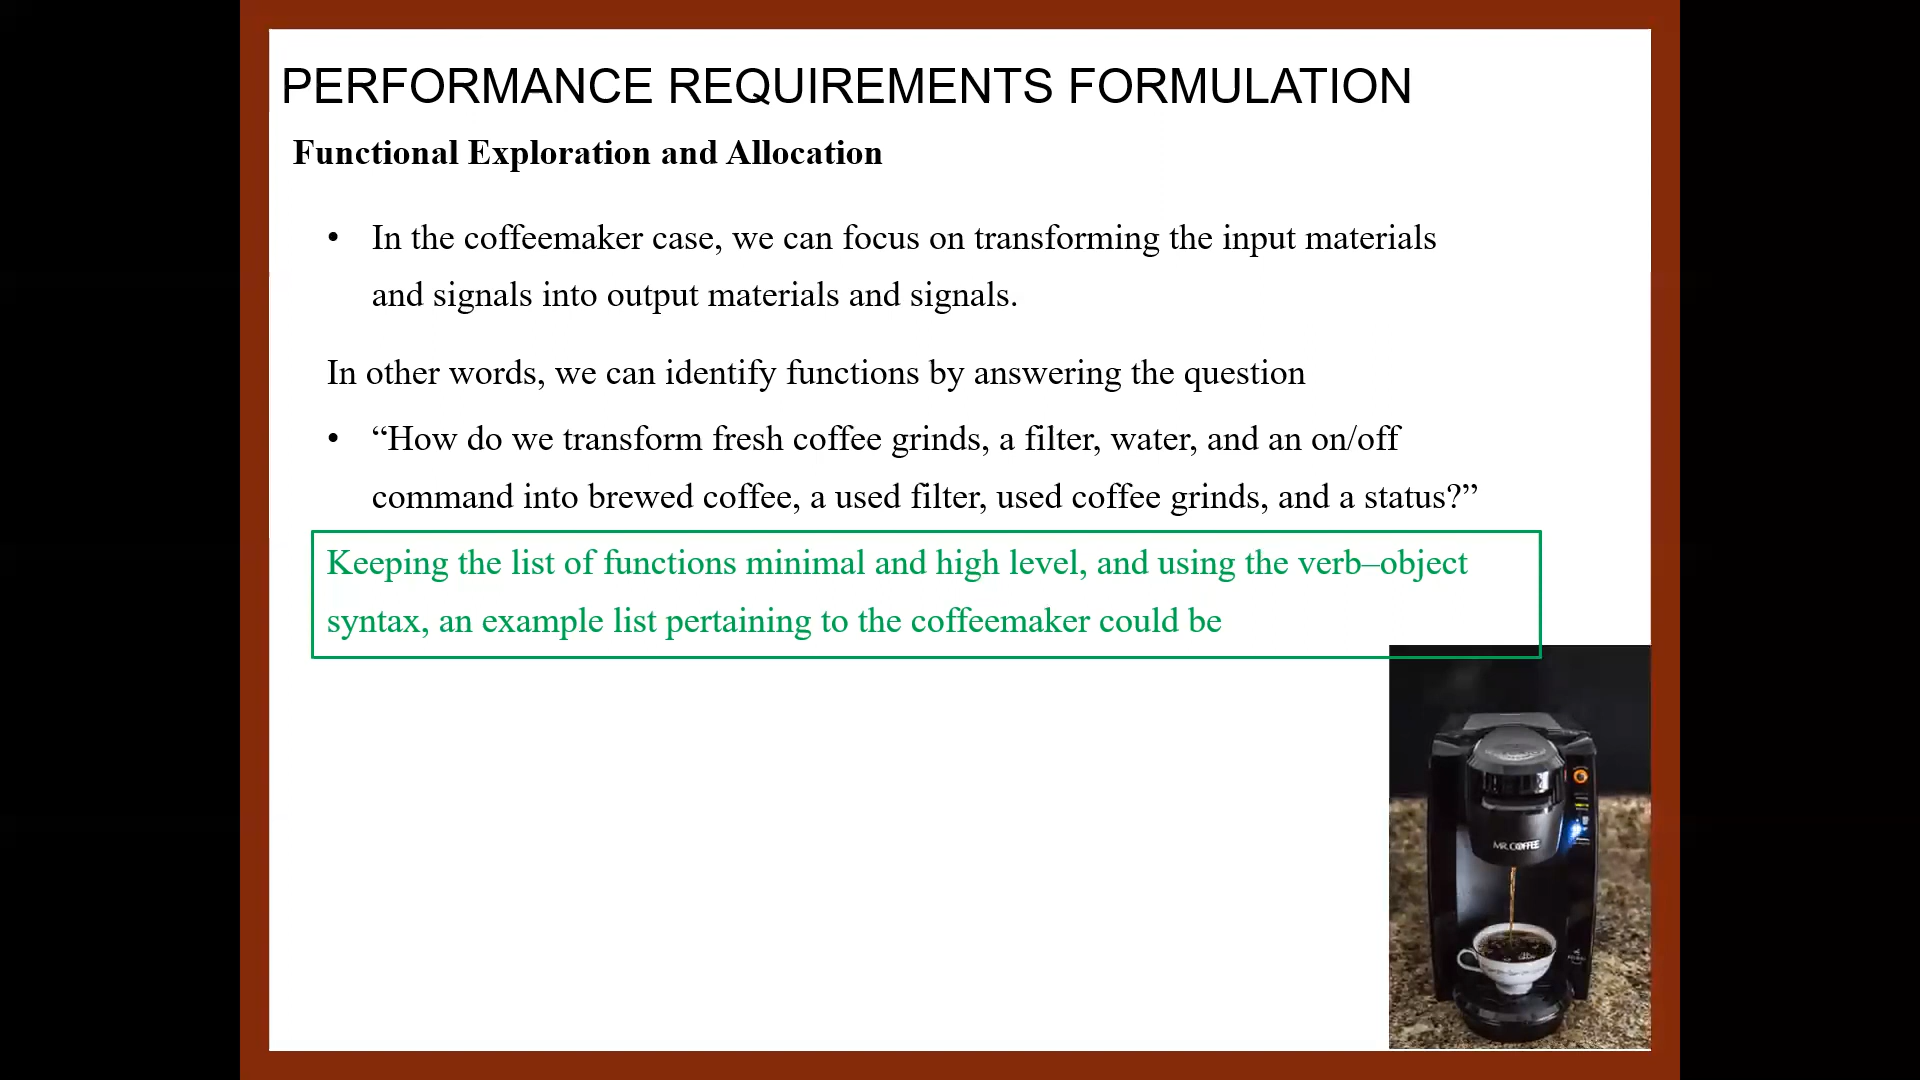 PERFORMANCE REQUIREMENTS FORMULATION
Functional Exploration and Allocation
• In the coffeemaker case, we can focus on transforming the input materials
and signals into output materials and signals.
In other words, we can identify functions by answering the question
• “How do we transform fresh coffee grinds, a filter, water, and an on/off
command into brewed coffee, a used filter, used coffee grinds, and a status?”
Keeping the list of functions minimal and high level, and using the verb–object
syntax, an example list pertaining to the coffeemaker could be
MR. COFFEE